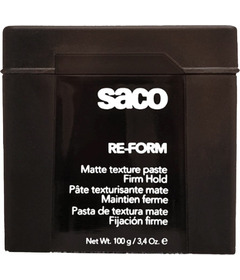 saco
RE-FORM
Matte texture paste
Firm Hold
Pâte texturisante mate
Maintien ferme
Pasta de textura mate
Fijación firme
Net Wt. 100 g / 3,4 Oz. e